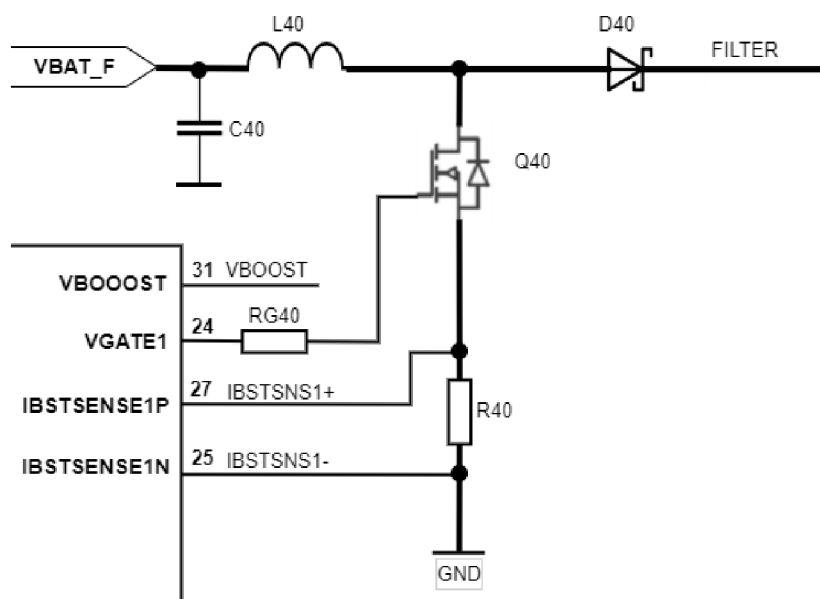 L40
D40
VBAT_F
FILTER
C40
Q40
VBOOOST
31 VBOOST
RG40
VGATE1
24
IBSTSENSE1P
27 IBSTSNS1+
R40
IBSTSENSE1N
25 IBSTSNS1-
GND